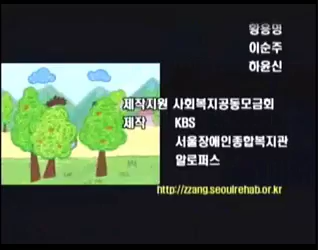 왕용명
이순주
하윤신
제작지원 사회복지공동모금회
제작 KBS
서울장애인종합복지관
알로퍼스
http://zzang.seoulrehab.or.kr